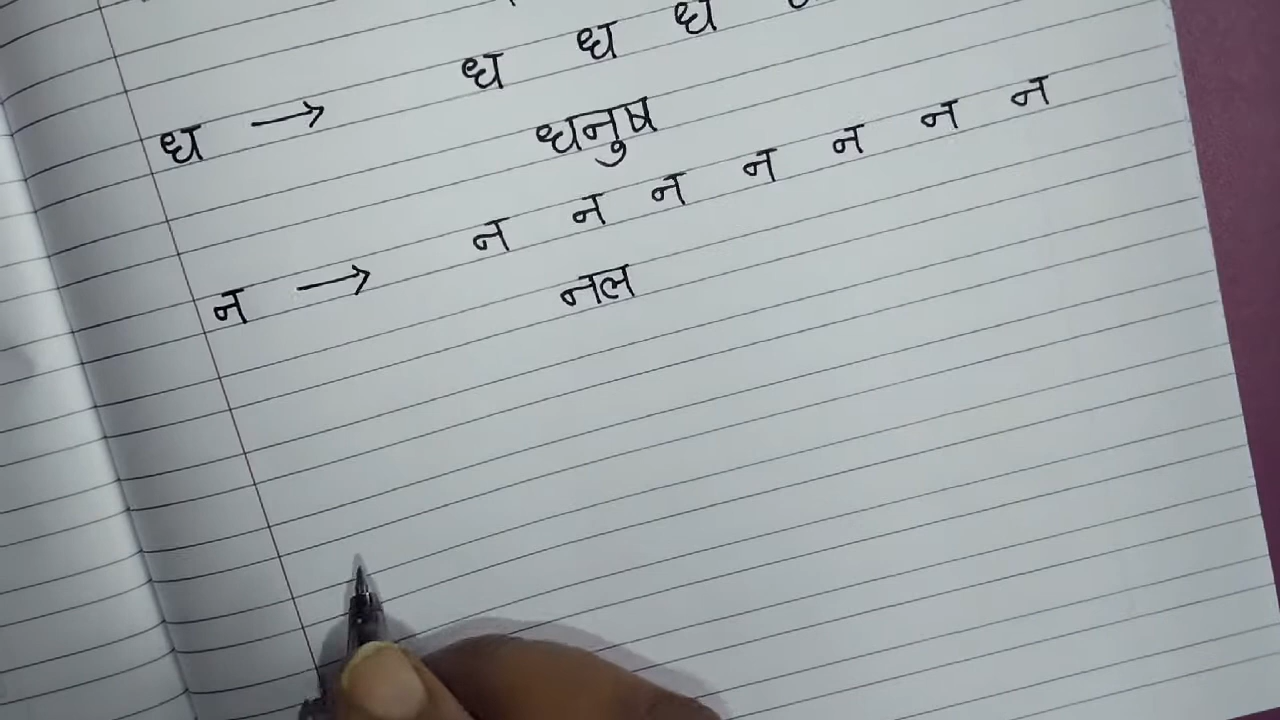 ध → ध ध ध
धनुष
न → न न न न न न न
नल